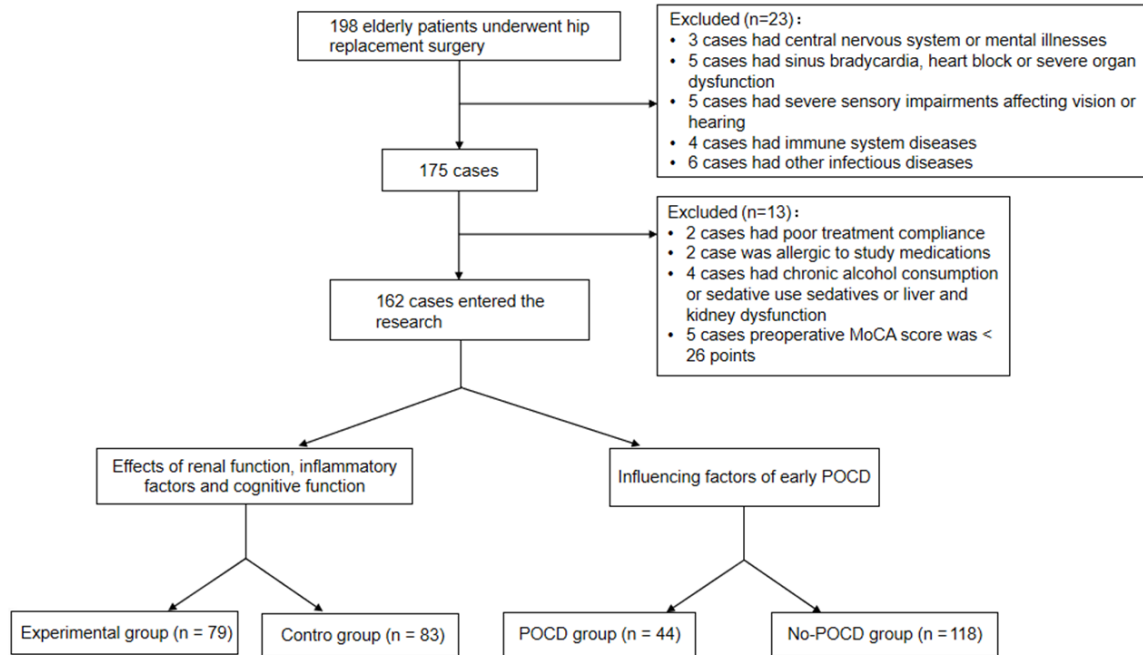 198 elderly patients underwent hip
replacement surgery
Excluded (n=23)：
• 3 cases had central nervous system or mental illnesses
• 5 cases had sinus bradycardia, heart block or severe organ
dysfunction
• 5 cases had severe sensory impairments affecting vision or
hearing
• 4 cases had immune system diseases
• 6 cases had other infectious diseases
175 cases
Excluded (n=13)：
• 2 cases had poor treatment compliance
• 2 case was allergic to study medications
• 4 cases had chronic alcohol consumption
or sedative use sedatives or liver and
kidney dysfunction
• 5 cases preoperative MoCA score was <
26 points
162 cases entered the
research
Effects of renal function, inflammatory
factors and cognitive function
Influencing factors of early POCD
Experimental group (n = 79)
Contro group (n = 83)
POCD group (n = 44)
No-POCD group (n = 118)